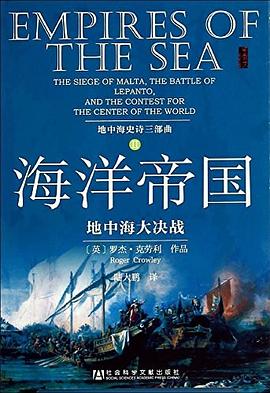 EMPIRES OF
THE SEA
THE SIEGE OF MALTA, THE BATTLE OF
LEPANTO,
AND THE CONTEST FOR
THE CENTER OF THE WORLD
地中海史诗三部曲
II
海洋帝国
地中海大决战
〔英〕罗杰·克劳利 作品
Roger Crowley
陆大鹏 译
社会科学文献出版社
SOCIAL SCIENCES ACADEMIC PRESS (CHINA)